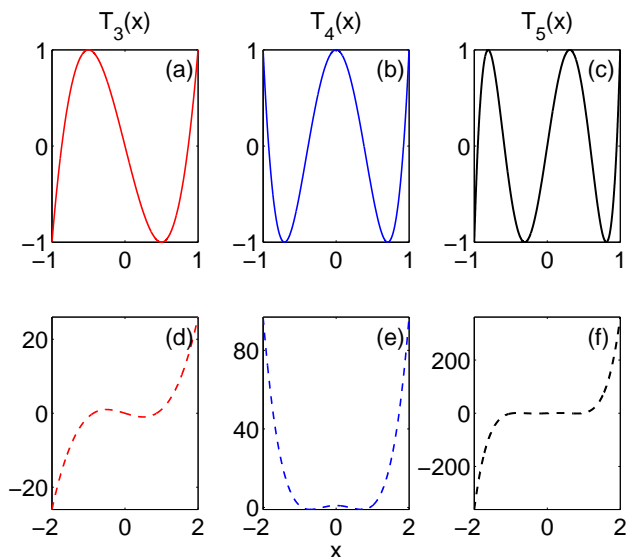 T3(x) T4(x) T5(x)
1 (a) 1 (b) 1 (c)
0 0 0
−1 −1 −1
−1 0 1 −1 0 1 −1 0 1
20 (d) 80 (e) 200 (f)
0 40 0
−20 0 −200
−2 0 2 −2 0 2 −2 0 2
x